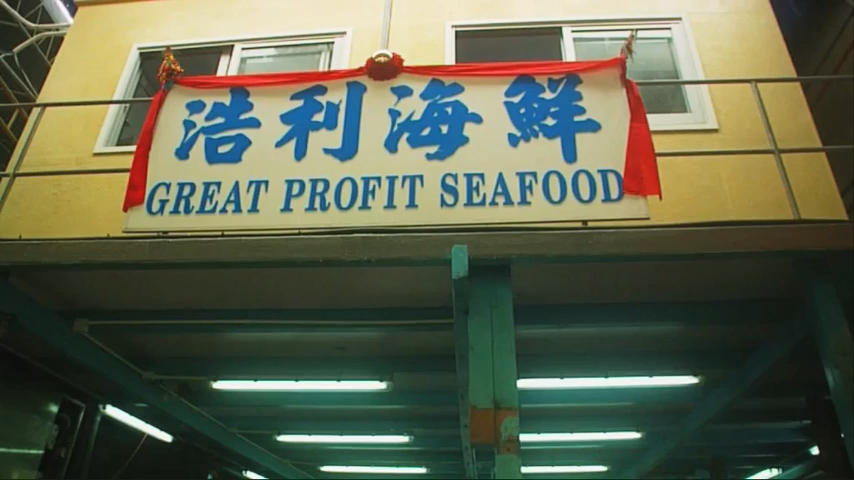 浩利海鮮
GREAT PROFIT SEAFOOD